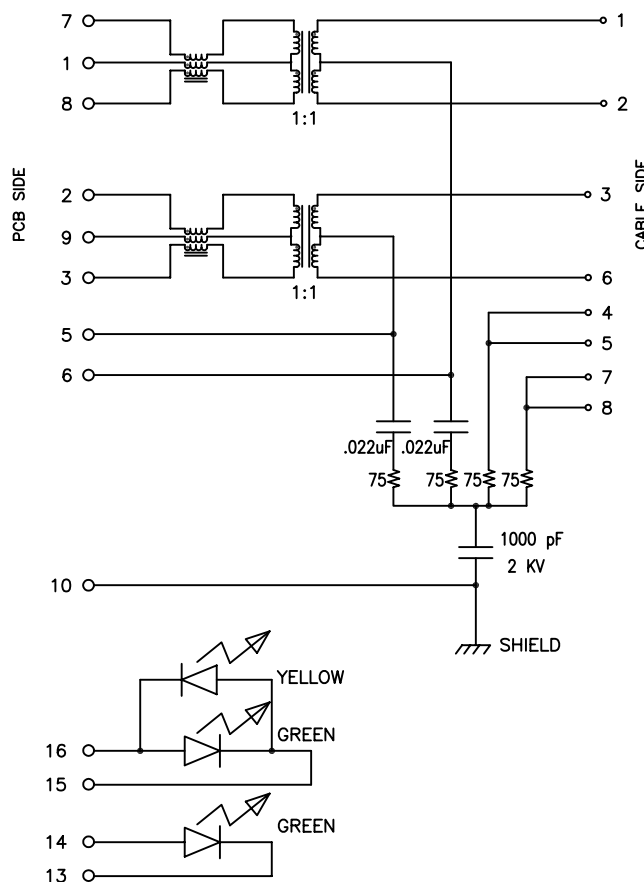 7
1
1
8
2
1:1
PCB SIDE
CABLE SIDE
2
3
9
3
6
1:1
4
5
5
6
7
8
.022uF
.022uF
75
75
75
75
1000 pF
2 KV
10
SHIELD
YELLOW
GREEN
16
15
GREEN
14
13